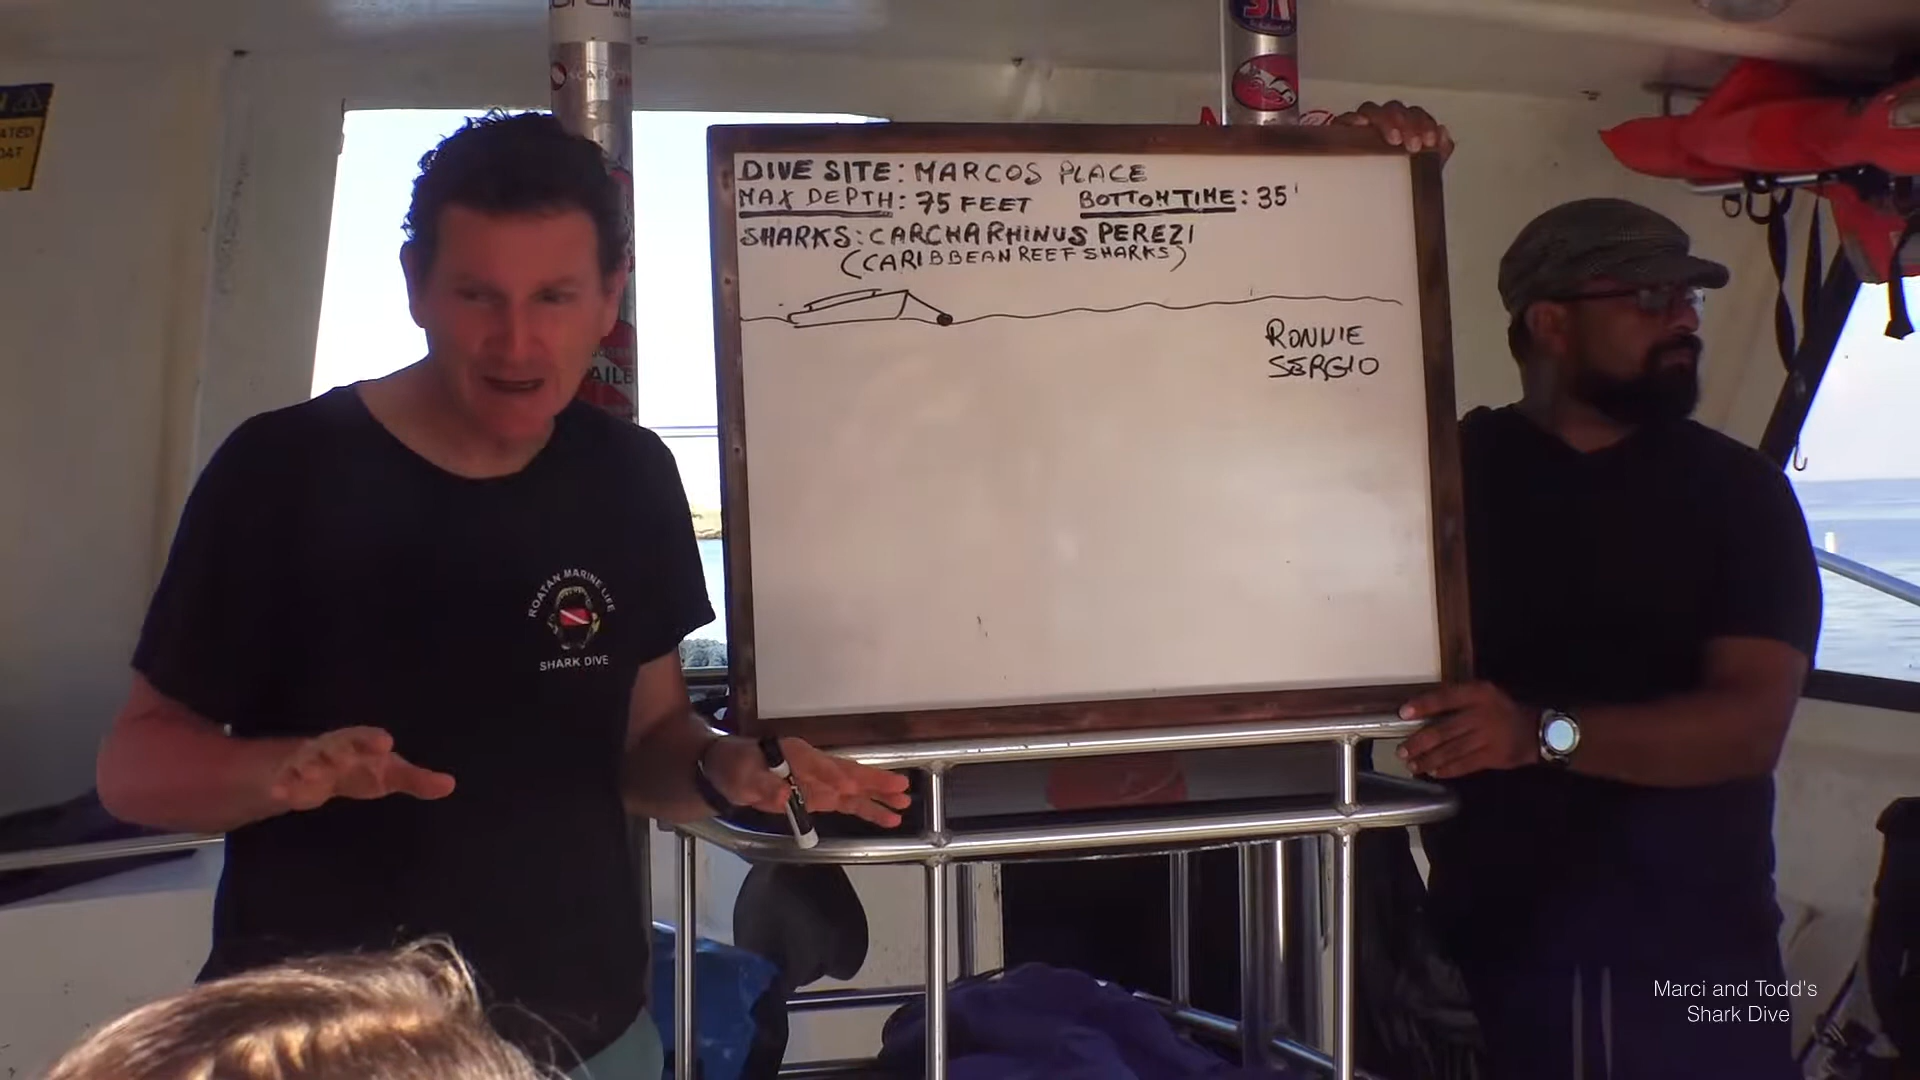 DIVE SITE: MARCOS PLACE
MAX DEPTH: 75 FEET BOTTOM TIME: 35'
SHARKS: CARCHARHINUS PEREZI
(CARIBBEAN REEF SHARKS)
RONNIE
SERGIO
ROATAN MARINE LIFE
SHARK DIVE
Marci and Todd's
Shark Dive